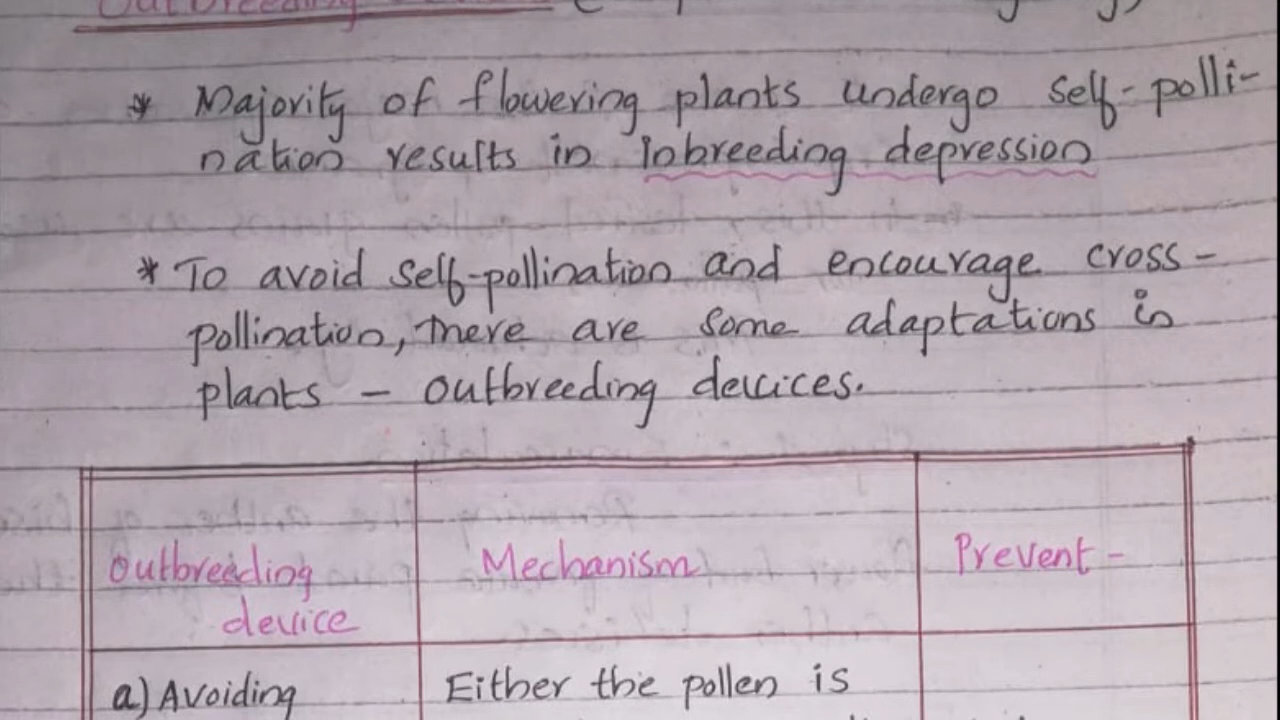 Outbreeding
* Majority of flowering plants undergo self-polli-
nation results in Inbreeding depression
* To avoid self-pollination and encourage cross-
pollination, there are some adaptations in
plants - outbreeding devices.
Outbreeding device
Mechanism
Prevent -
a) Avoiding
Either the pollen is